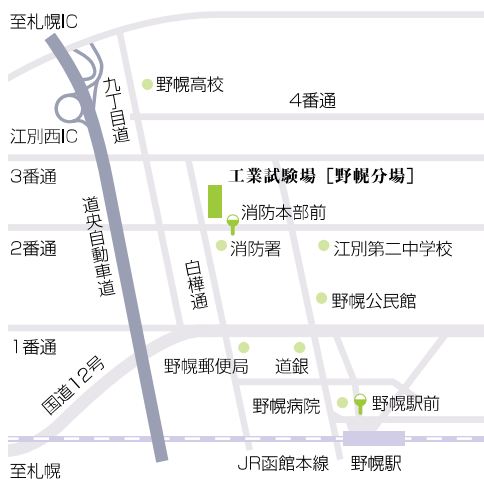 至札幌IC
九丁目道
野幌高校
4番通
江別西IC
3番通
工業試験場［野幌分場］
道央自動車道
消防本部前
2番通
消防署
江別第二中学校
白樺通
野幌公民館
1番通
野幌郵便局
道銀
国道12号
野幌病院
野幌駅前
至札幌
JR函館本線
野幌駅